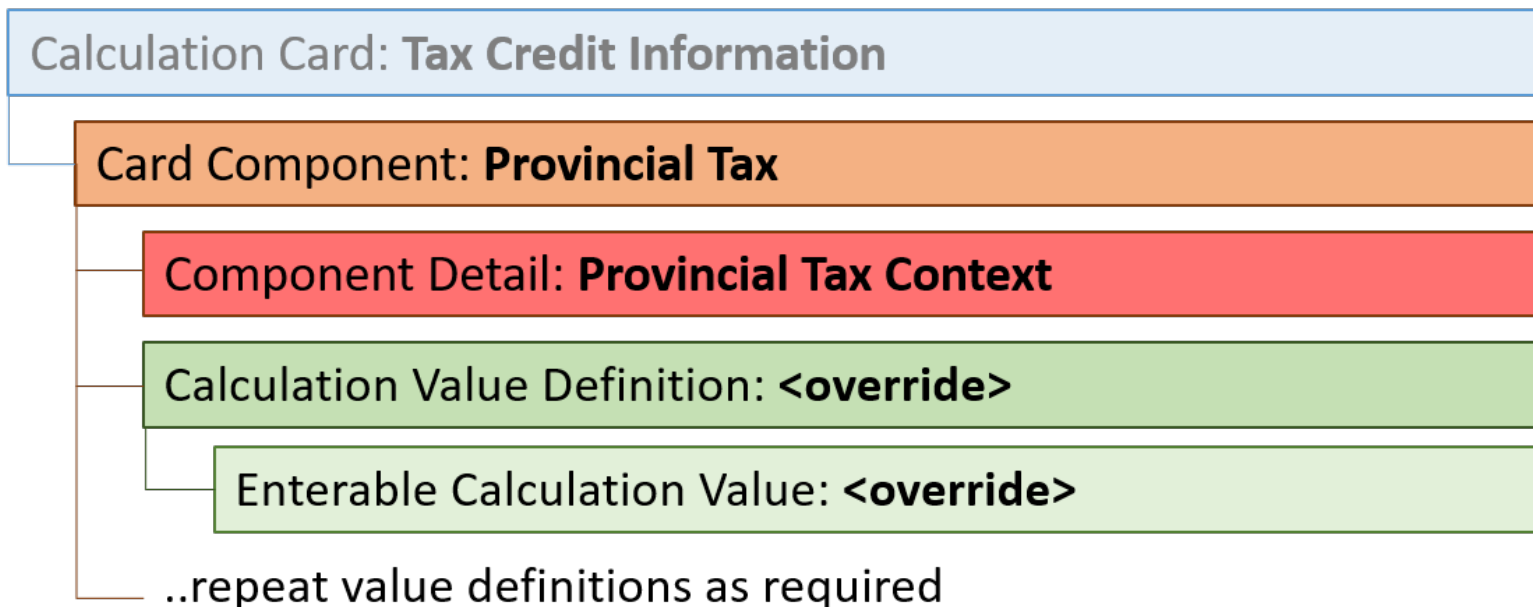 Calculation Card: Tax Credit Information
Card Component: Provincial Tax
Component Detail: Provincial Tax Context
Calculation Value Definition: <override>
Enterable Calculation Value: <override>
..repeat value definitions as required